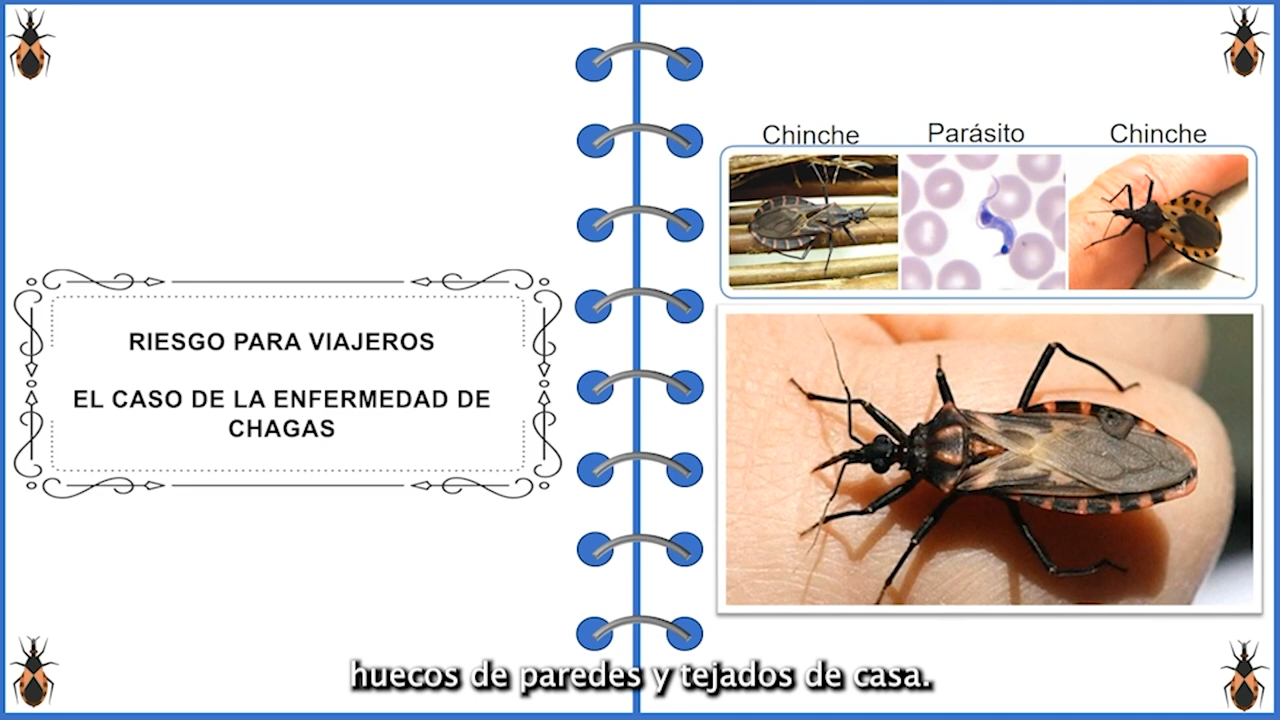 RIESGO PARA VIAJEROS
EL CASO DE LA ENFERMEDAD DE
CHAGAS
Chinche Parásito Chinche
huecos de paredes y tejados de casa.